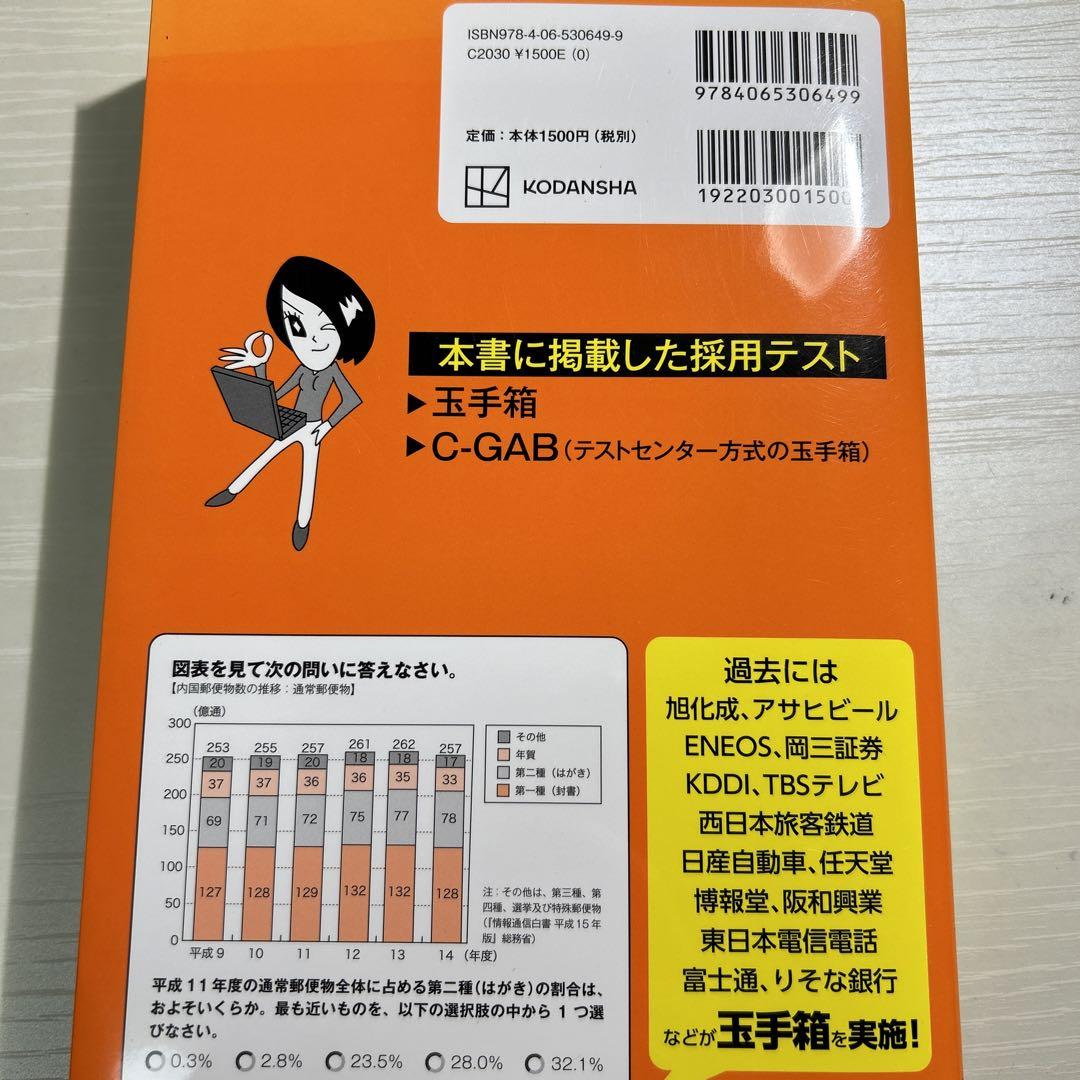 ISBN978-4-06-530649-9
C2030 ¥1500E (0)
9784065306499
定価：本体1500円（税別）
KODANSHA
192203001500
本書に掲載した採用テスト
▶玉手箱
▶C-GAB（テストセンター方式の玉手箱）
図表を見て次の問いに答えなさい。
【内国郵便物数の推移：通常郵便物】
（億通）
300
250
200
150
100
50
0
253 255 257 261 262 257
20 19 20 18 18 17
37 37 36 36 35 33
69 71 72 75 77 78
127 128 129 132 132 128
平成9 10 11 12 13 14（年度）
その他
年賀
第二種（はがき）
第一種（封書）
注：その他は、第三種、第
四種、選挙及び特殊郵便物
（『情報通信白書 平成15年
版』総務省）
平成11年度の通常郵便物全体に占める第二種（はがき）の割合は、
およそいくらか。最も近いものを、以下の選択肢の中から1つ選
びなさい。
0.3% 2.8% 23.5% 28.0% 32.1%
過去には
旭化成、アサヒビール
ENEOS、岡三証券
KDDI、TBSテレビ
西日本旅客鉄道
日産自動車、任天堂
博報堂、阪和興業
東日本電信電話
富士通、りそな銀行
などが玉手箱を実施！